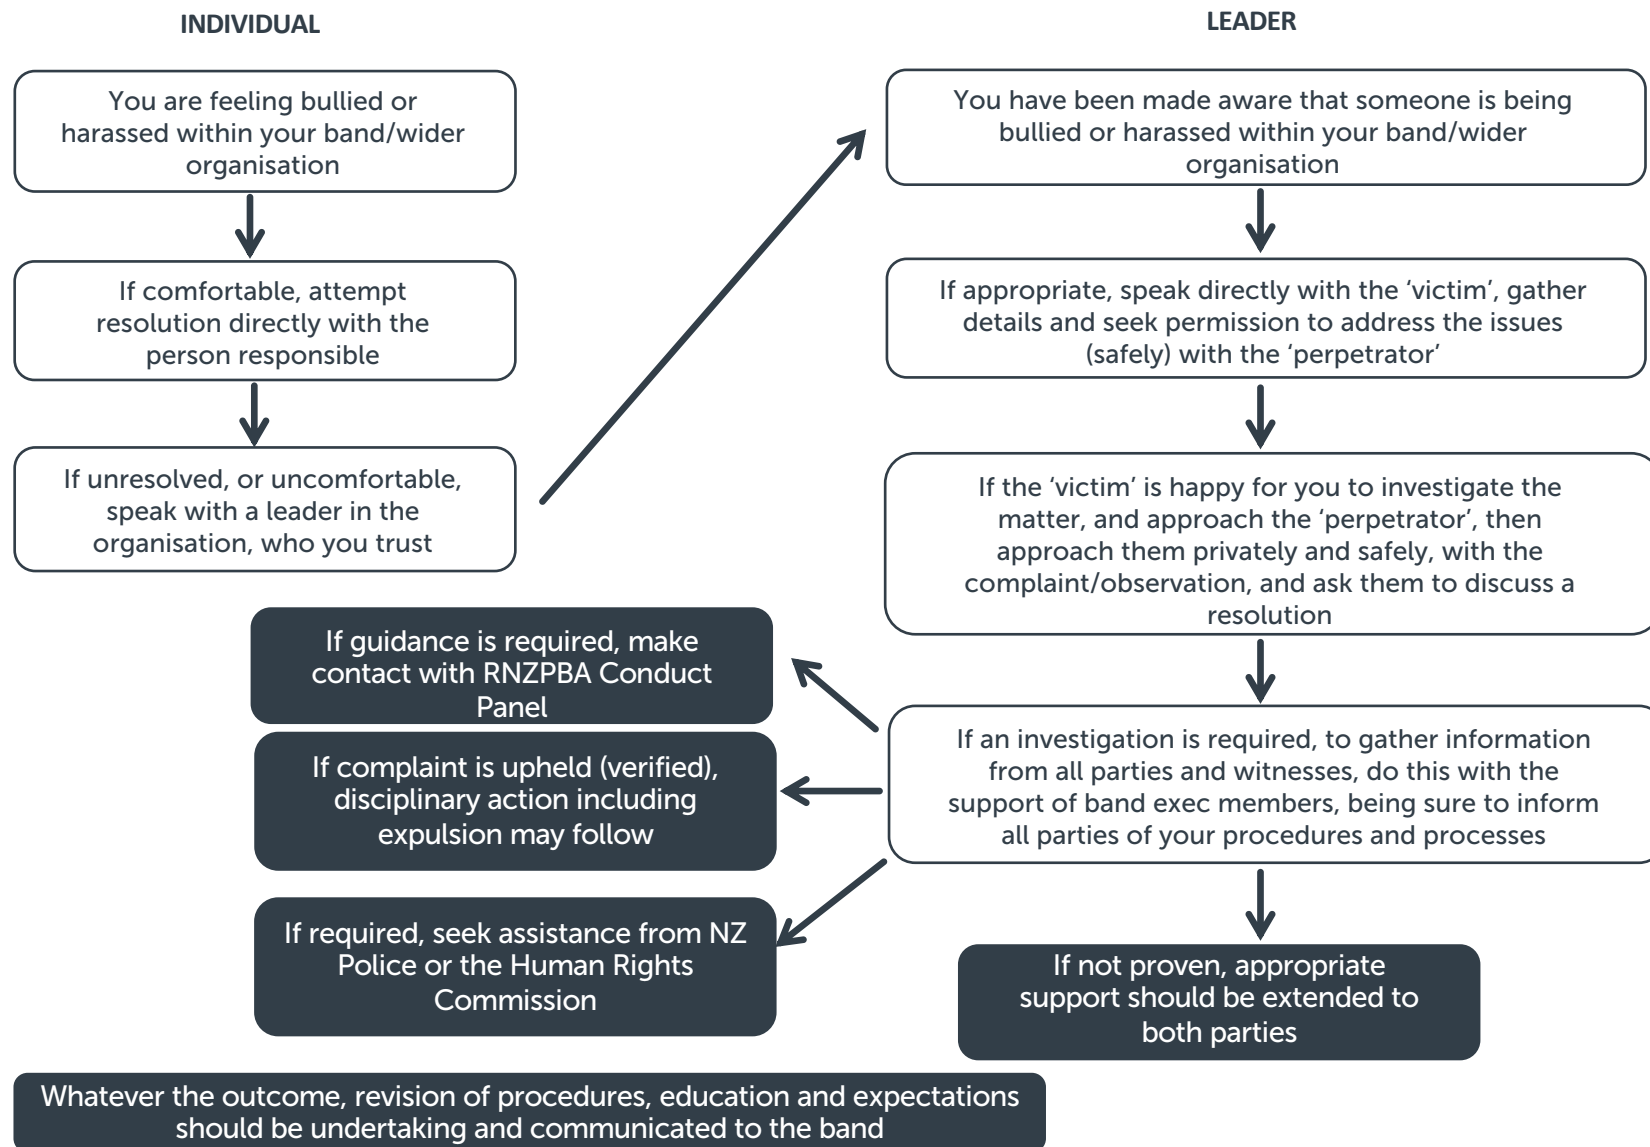 INDIVIDUAL
You are feeling bullied or
harassed within your band/wider
organisation
If comfortable, attempt
resolution directly with the
person responsible
If unresolved, or uncomfortable,
speak with a leader in the
organisation, who you trust
LEADER
You have been made aware that someone is being
bullied or harassed within your band/wider
organisation
If appropriate, speak directly with the ‘victim’, gather
details and seek permission to address the issues
(safely) with the ‘perpetrator’
If the ‘victim’ is happy for you to investigate the
matter, and approach the ‘perpetrator’, then
approach them privately and safely, with the
complaint/observation, and ask them to discuss a
resolution
If an investigation is required, to gather information
from all parties and witnesses, do this with the
support of band exec members, being sure to inform
all parties of your procedures and processes
If guidance is required, make
contact with RNZPBA Conduct
Panel
If complaint is upheld (verified),
disciplinary action including
expulsion may follow
If required, seek assistance from NZ
Police or the Human Rights
Commission
If not proven, appropriate
support should be extended to
both parties
Whatever the outcome, revision of procedures, education and expectations
should be undertaking and communicated to the band